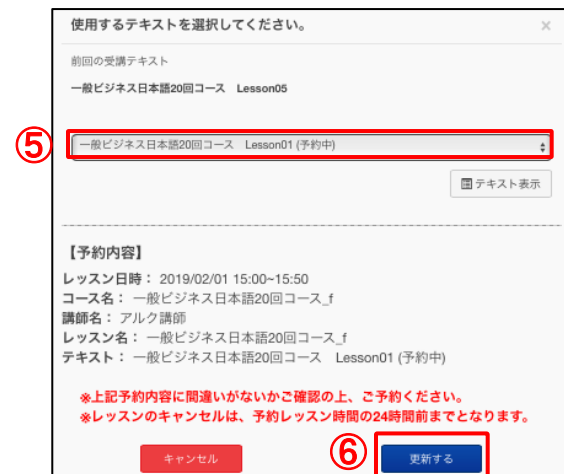 使用するテキストを選択してください。 ×
前回の受講テキスト
一般ビジネス日本語20回コース　Lesson05
⑤ 一般ビジネス日本語20回コース　Lesson01 (予約中)
テキスト表示
【予約内容】
レッスン日時： 2019/02/01 15:00~15:50
コース名： 一般ビジネス日本語20回コース_f
講師名： アルク講師
レッスン名： 一般ビジネス日本語20回コース_f
テキスト： 一般ビジネス日本語20回コース　Lesson01 (予約中)
※上記予約内容に間違いがないかご確認の上、ご予約ください。
※レッスンのキャンセルは、予約レッスン時間の24時間前までとなります。
キャンセル ⑥ 更新する